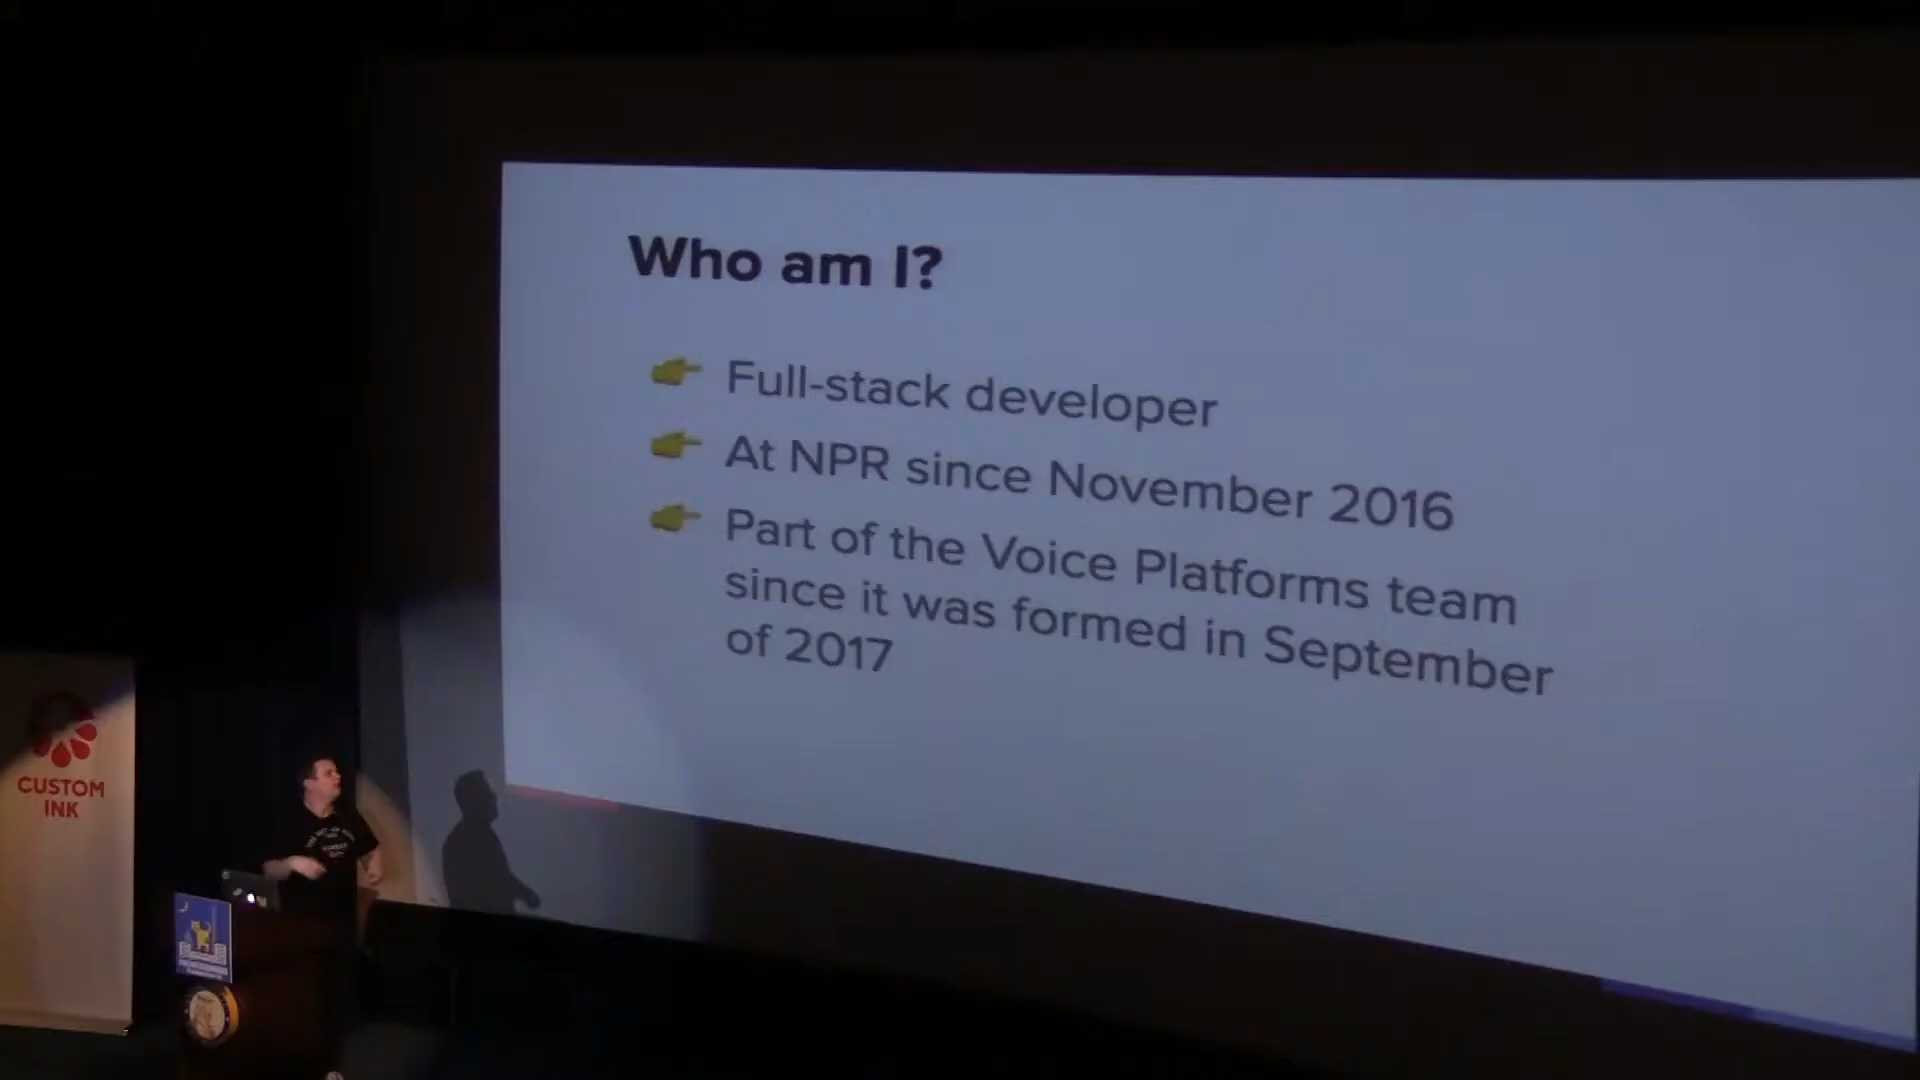 Who am I?
Full-stack developer
At NPR since November 2016
Part of the Voice Platforms team
since it was formed in September
of 2017
CUSTOM
INK